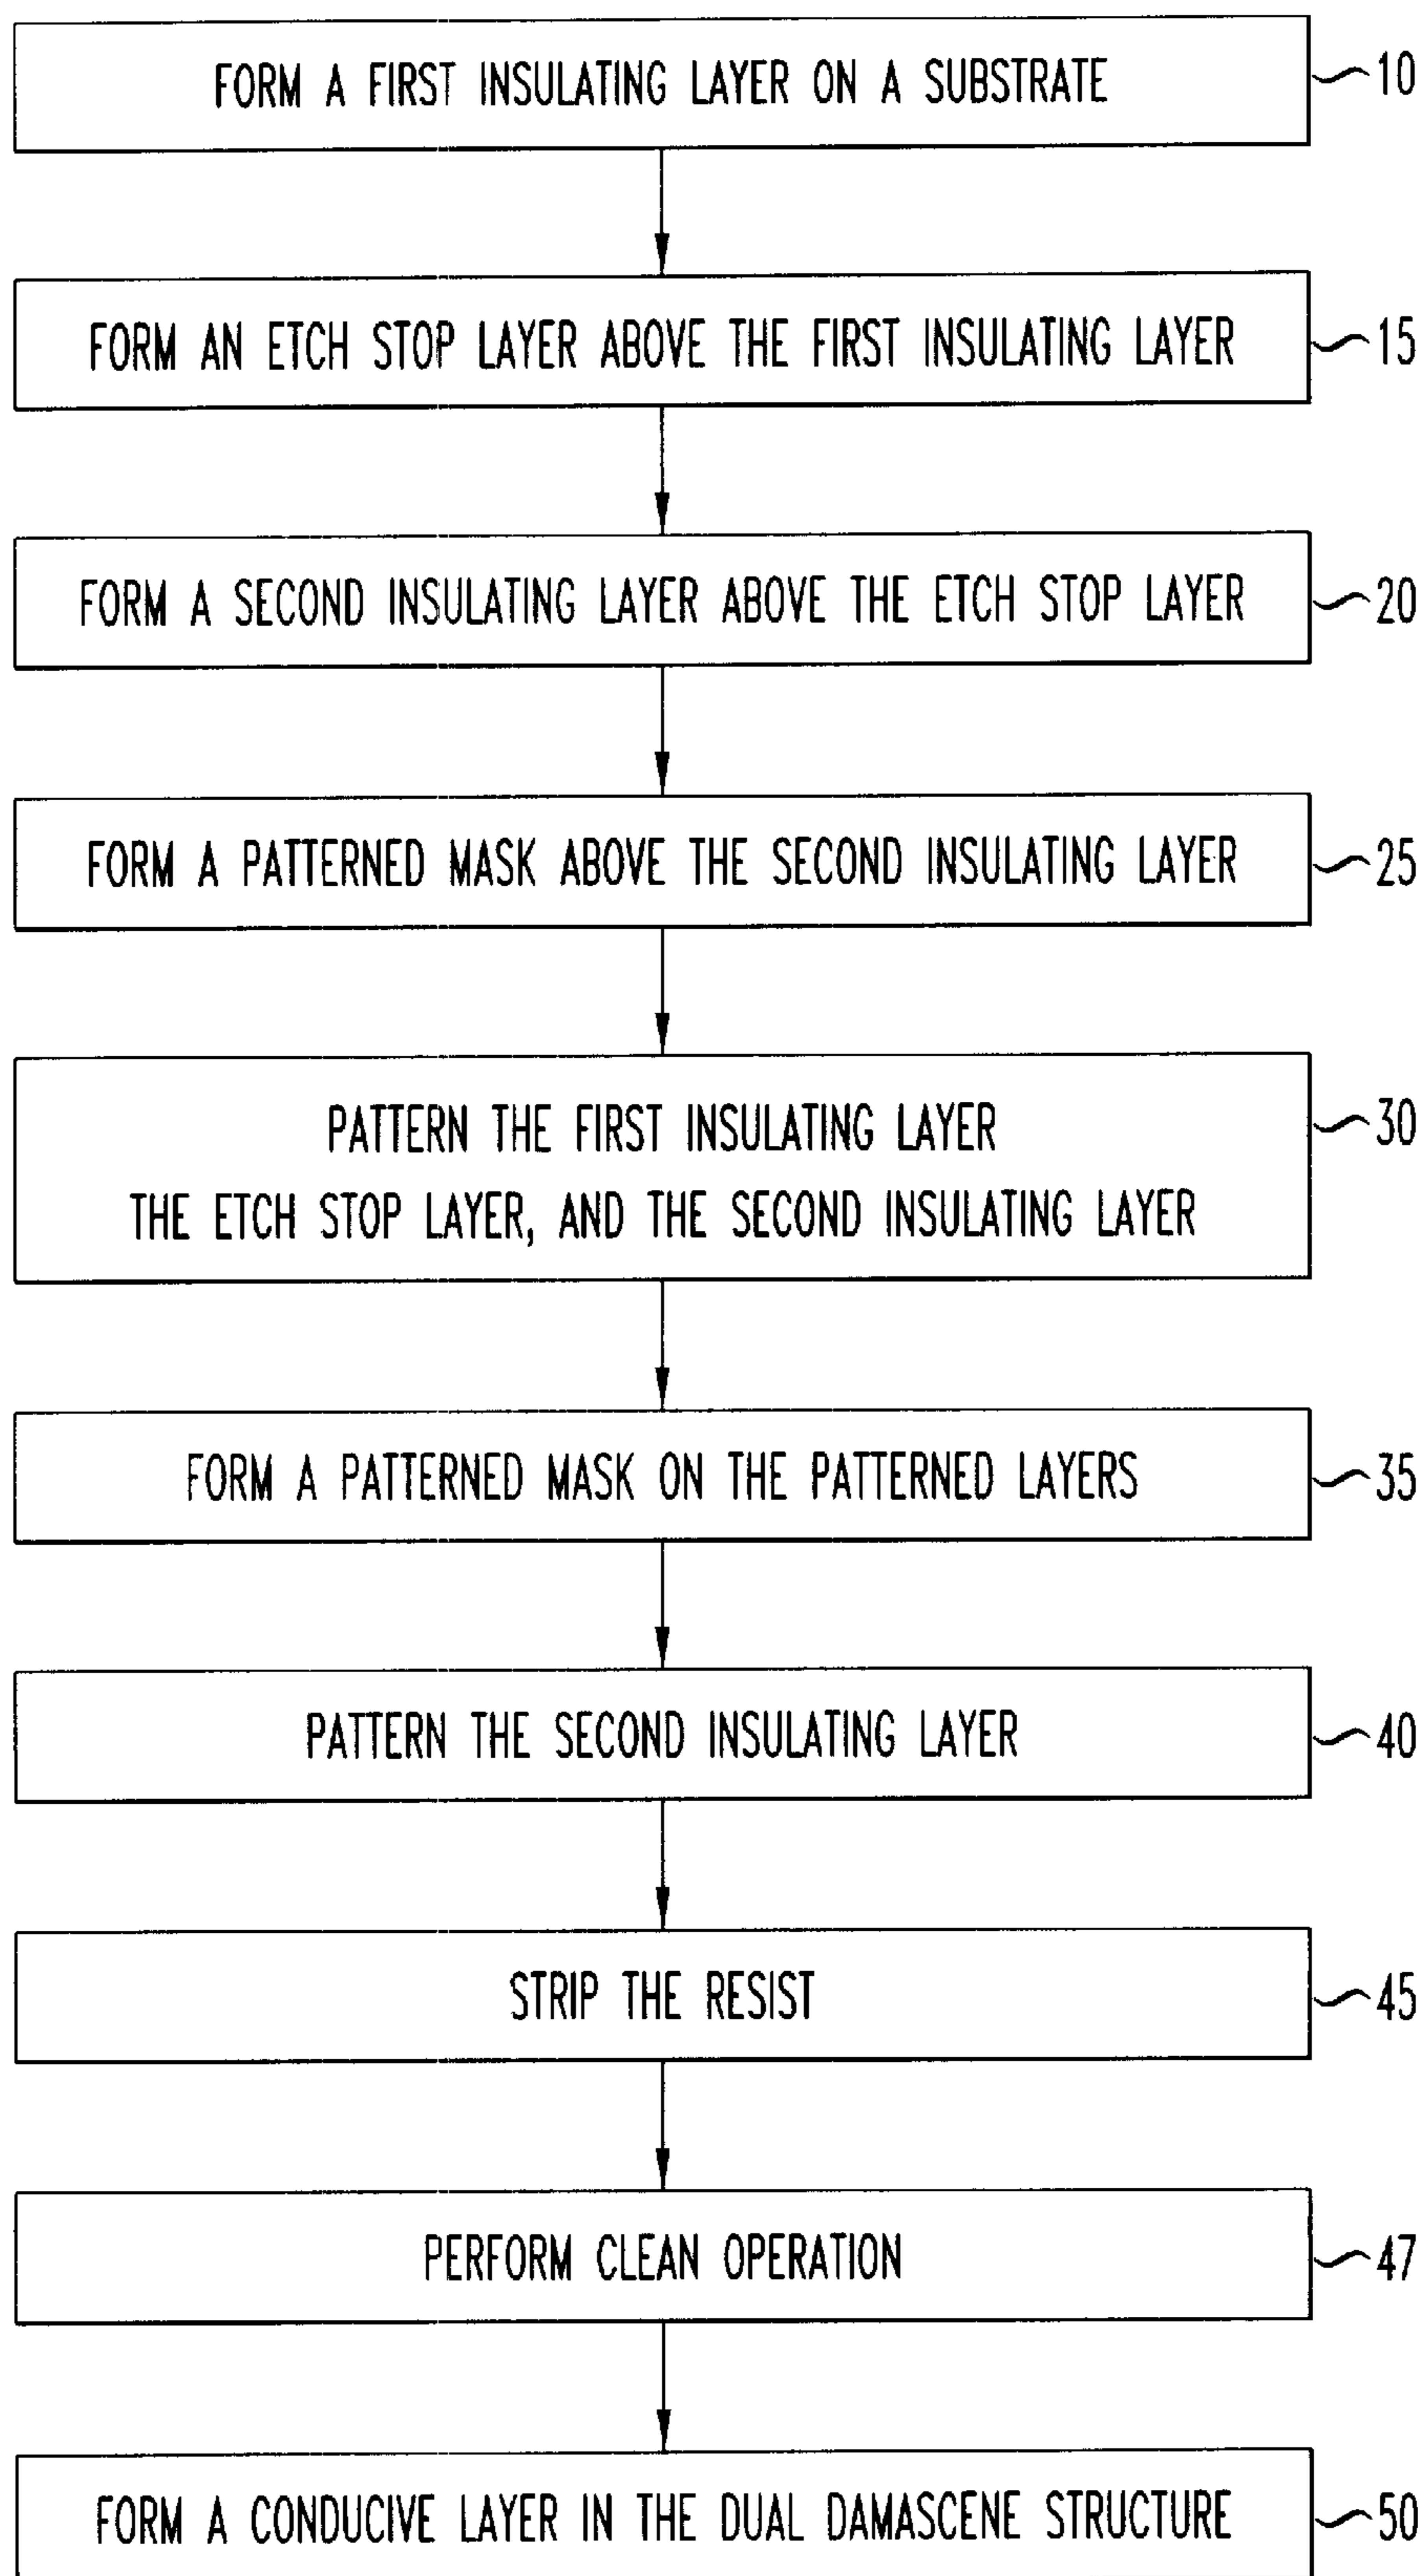 FORM A FIRST INSULATING LAYER ON A SUBSTRATE 10
FORM AN ETCH STOP LAYER ABOVE THE FIRST INSULATING LAYER 15
FORM A SECOND INSULATING LAYER ABOVE THE ETCH STOP LAYER 20
FORM A PATTERNED MASK ABOVE THE SECOND INSULATING LAYER 25
PATTERN THE FIRST INSULATING LAYER 30
THE ETCH STOP LAYER, AND THE SECOND INSULATING LAYER
FORM A PATTERNED MASK ON THE PATTERNED LAYERS 35
PATTERN THE SECOND INSULATING LAYER 40
STRIP THE RESIST 45
PERFORM CLEAN OPERATION 47
FORM A CONDUCIVE LAYER IN THE DUAL DAMASCENE STRUCTURE 50